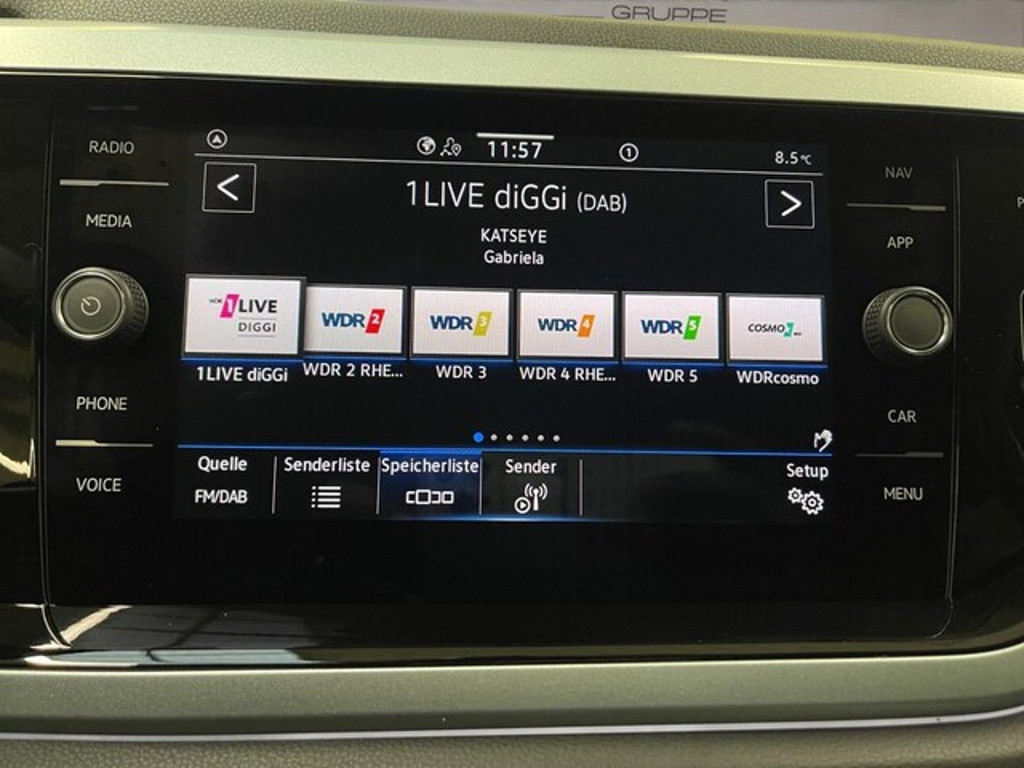 GRUPPE
RADIO
MEDIA
PHONE
VOICE
11:57
1
8.5°C
<
1LIVE diGGi (DAB)
>
KATSEYE
Gabriela
WDR 1LIVE
DIGGI
WDR 2
WDR 3
WDR 4
WDR 5
COSMO
1LIVE diGGi
WDR 2 RHE...
WDR 3
WDR 4 RHE...
WDR 5
WDRcosmo
Quelle
FM/DAB
Senderliste
Speicherliste
Sender
Setup
NAV
APP
CAR
MENU